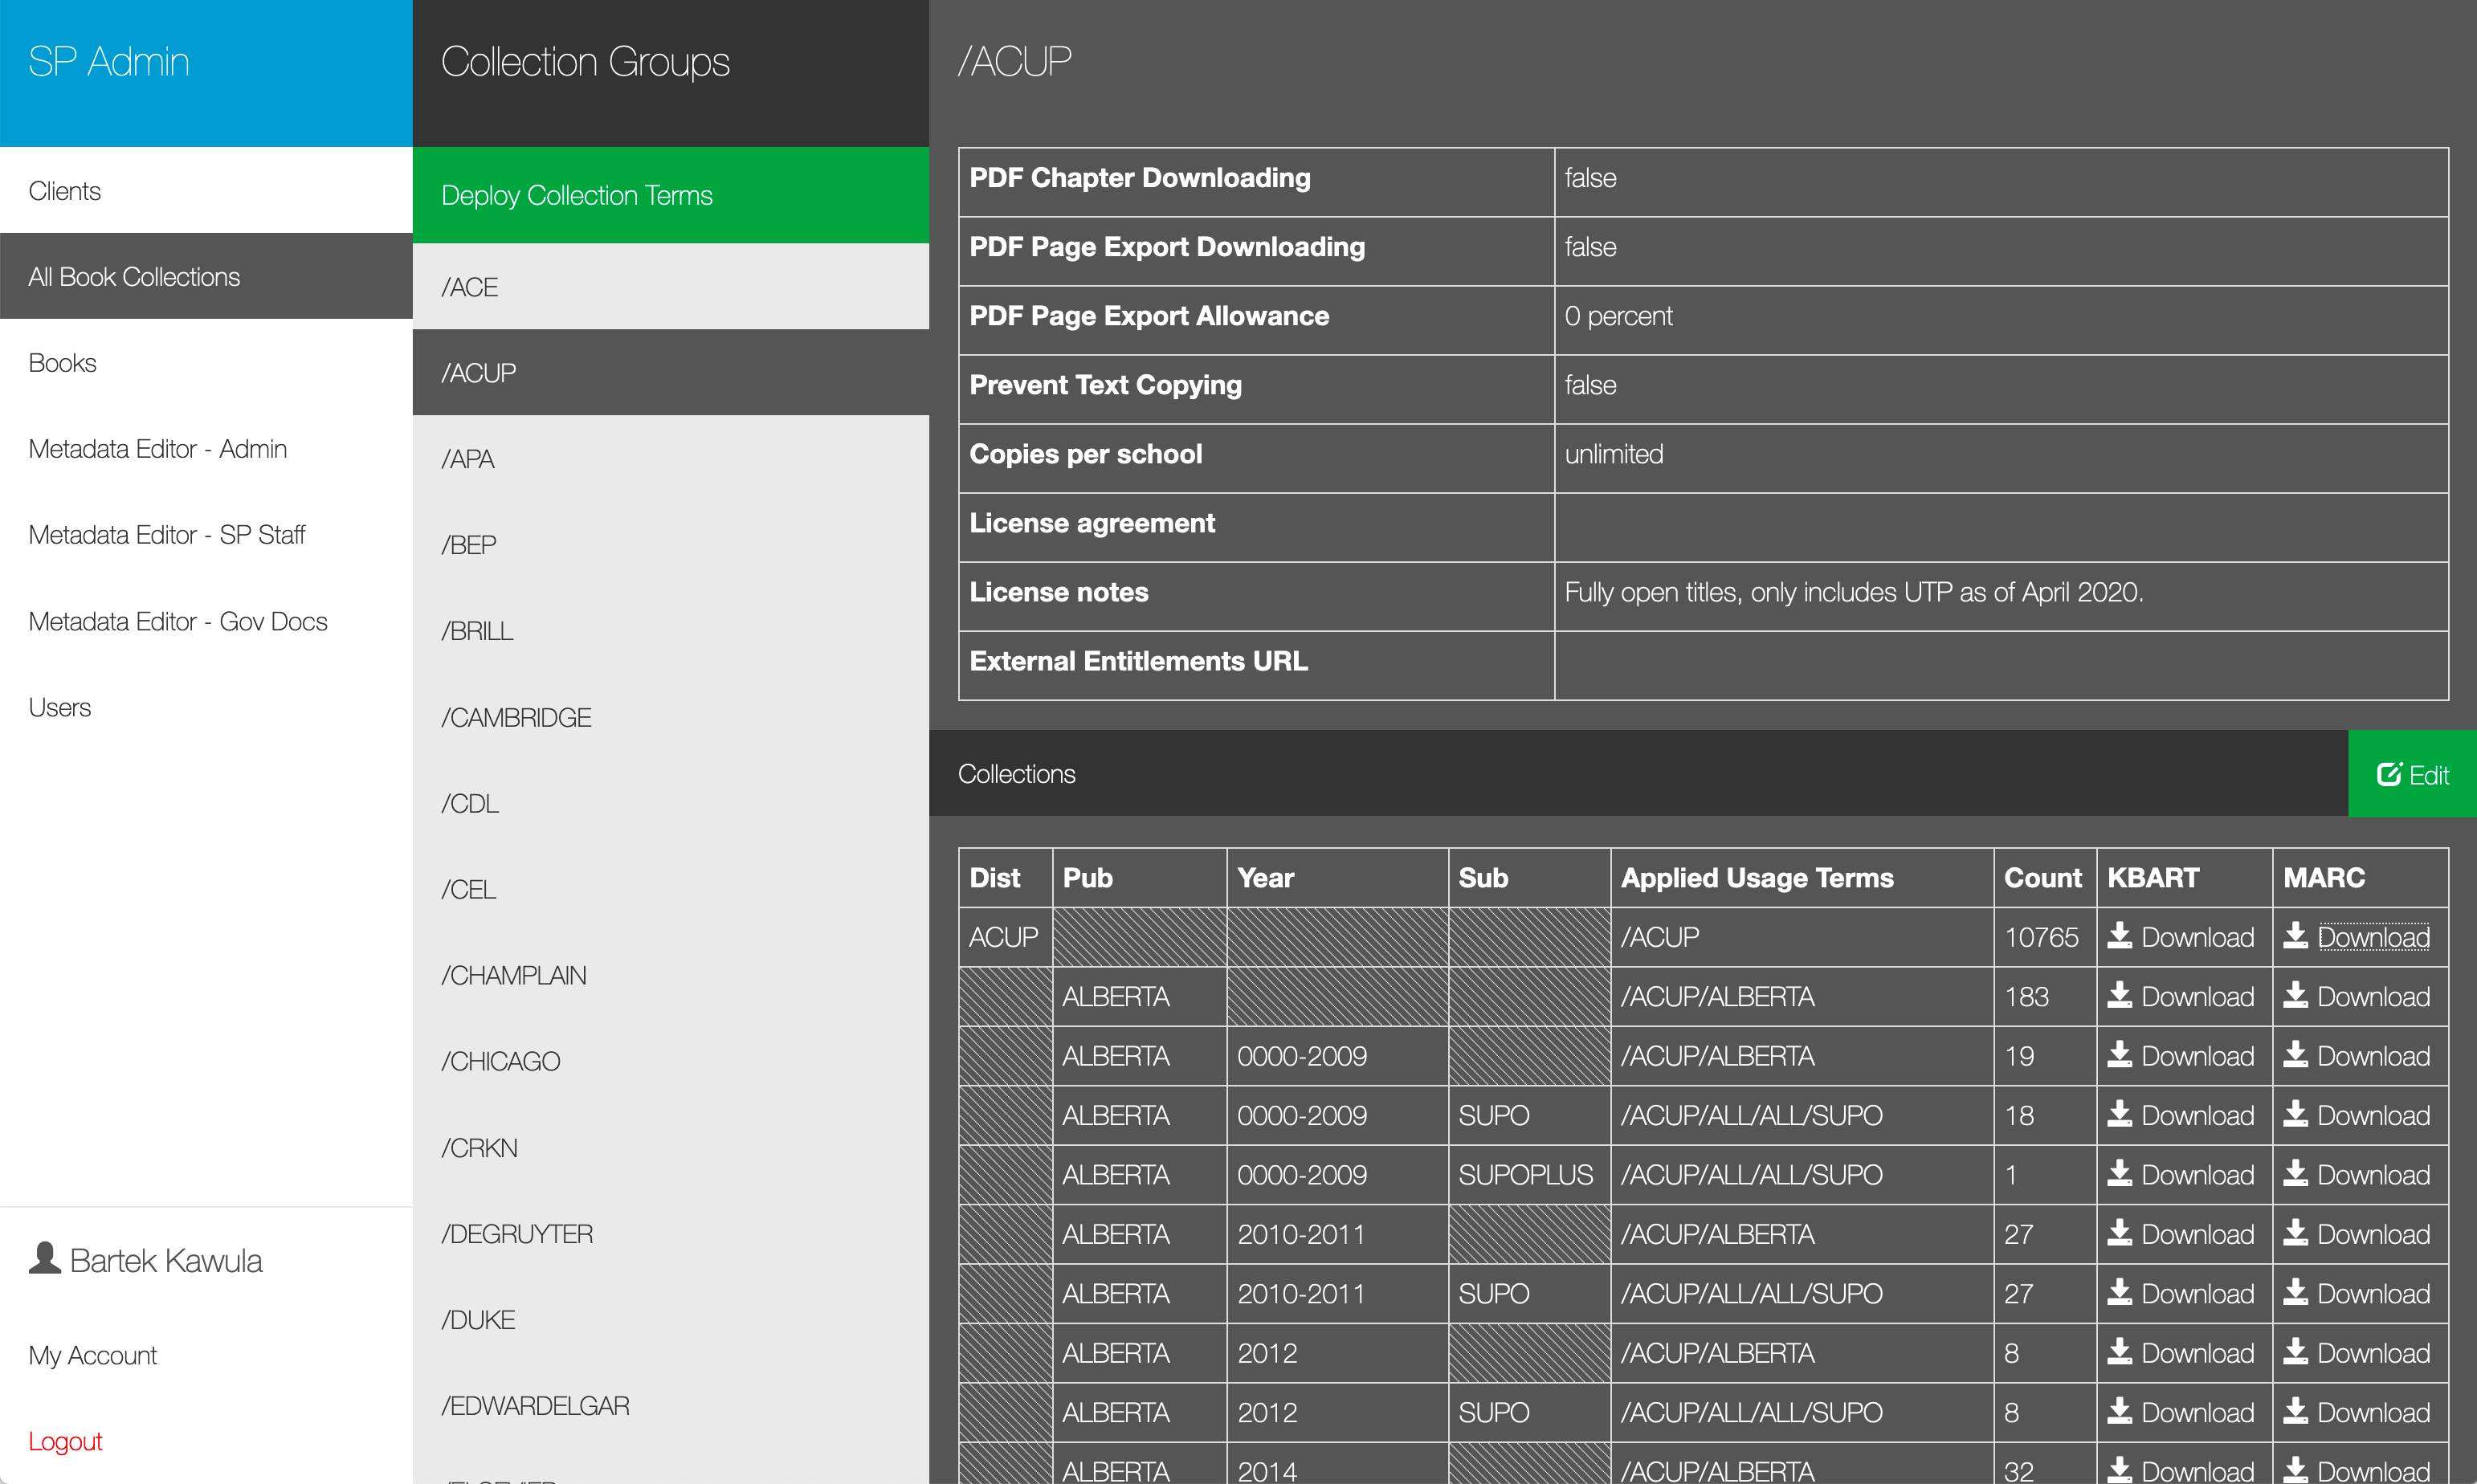 SP Admin
Clients
All Book Collections
Books
Metadata Editor - Admin
Metadata Editor - SP Staff
Metadata Editor - Gov Docs
Users
Bartek Kawula
My Account
Logout
Collection Groups
Deploy Collection Terms
/ACE
/ACUP
/APA
/BEP
/BRILL
/CAMBRIDGE
/CDL
/CEL
/CHAMPLAIN
/CHICAGO
/CRKN
/DEGRUYTER
/DUKE
/EDWARDELGAR
/ACUP
PDF Chapter Downloading false
PDF Page Export Downloading false
PDF Page Export Allowance 0 percent
Prevent Text Copying false
Copies per school unlimited
License agreement
License notes Fully open titles, only includes UTP as of April 2020.
External Entitlements URL
Collections Edit
Dist Pub Year Sub Applied Usage Terms Count KBART MARC
ACUP /ACUP 10765 Download Download
ALBERTA /ACUP/ALBERTA 183 Download Download
ALBERTA 0000-2009 /ACUP/ALBERTA 19 Download Download
ALBERTA 0000-2009 SUPO /ACUP/ALL/ALL/SUPO 18 Download Download
ALBERTA 0000-2009 SUPOPLUS /ACUP/ALL/ALL/SUPO 1 Download Download
ALBERTA 2010-2011 /ACUP/ALBERTA 27 Download Download
ALBERTA 2010-2011 SUPO /ACUP/ALL/ALL/SUPO 27 Download Download
ALBERTA 2012 /ACUP/ALBERTA 8 Download Download
ALBERTA 2012 SUPO /ACUP/ALL/ALL/SUPO 8 Download Download
ALBERTA 2014 /ACUP/ALBERTA 32 Download Download